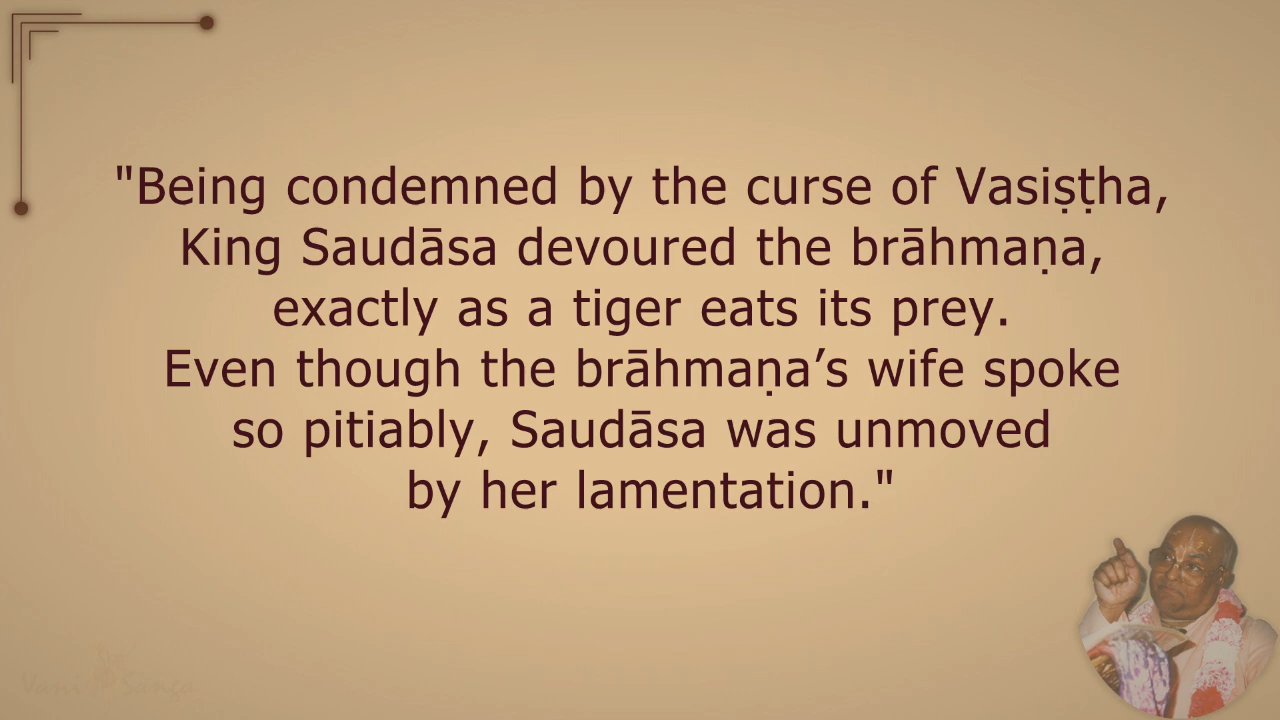 "Being condemned by the curse of Vasiṣṭha,
King Saudāsa devoured the brāhmaṇa,
exactly as a tiger eats its prey.
Even though the brāhmaṇa’s wife spoke
so pitiably, Saudāsa was unmoved
by her lamentation."